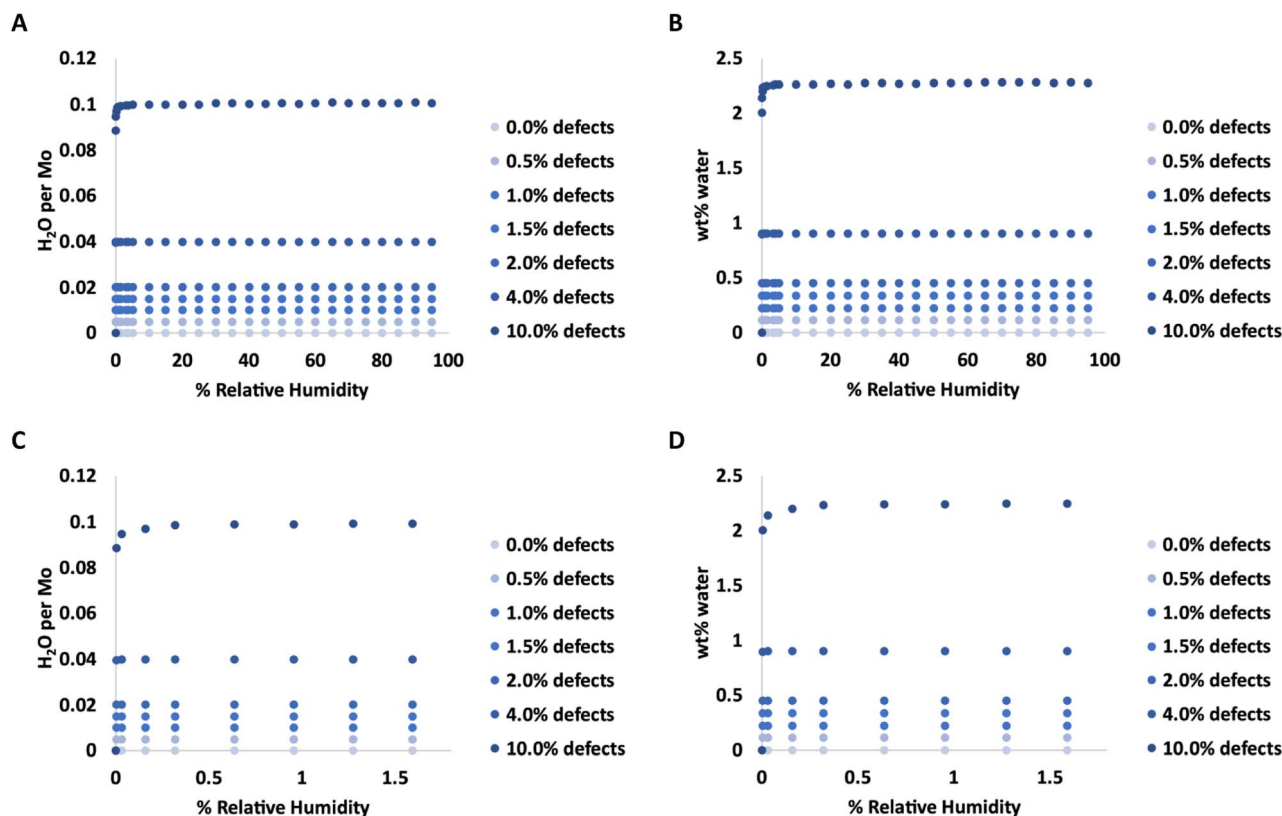 A
0.12
0.1
0.08
0.06
0.04
0.02
0
H₂O per Mo
0 20 40 60 80 100
% Relative Humidity
0.0% defects
0.5% defects
1.0% defects
1.5% defects
2.0% defects
4.0% defects
10.0% defects
B
2.5
2
1.5
1
0.5
0
wt% water
0 20 40 60 80 100
% Relative Humidity
0.0% defects
0.5% defects
1.0% defects
1.5% defects
2.0% defects
4.0% defects
10.0% defects
C
0.12
0.1
0.08
0.06
0.04
0.02
0
H₂O per Mo
0 0.5 1 1.5
% Relative Humidity
0.0% defects
0.5% defects
1.0% defects
1.5% defects
2.0% defects
4.0% defects
10.0% defects
D
2.5
2
1.5
1
0.5
0
wt% water
0 0.5 1 1.5
% Relative Humidity
0.0% defects
0.5% defects
1.0% defects
1.5% defects
2.0% defects
4.0% defects
10.0% defects